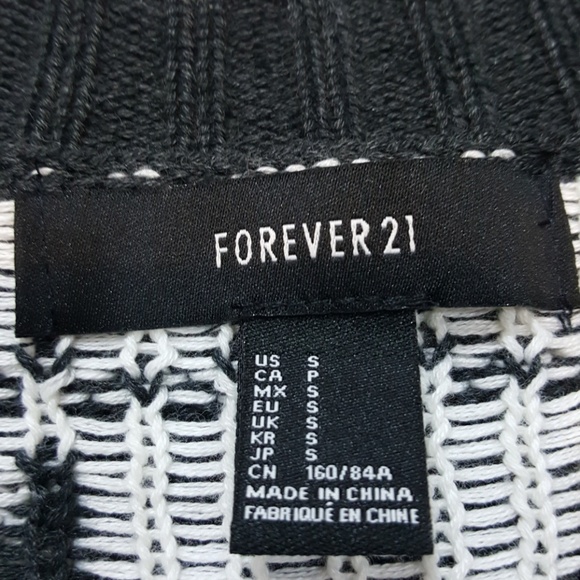 FOREVER 21
US S
CA P
MX S
EU S
UK S
KR S
JP S
CN 160/84A
MADE IN CHINA
FABRIQUÉ EN CHINE